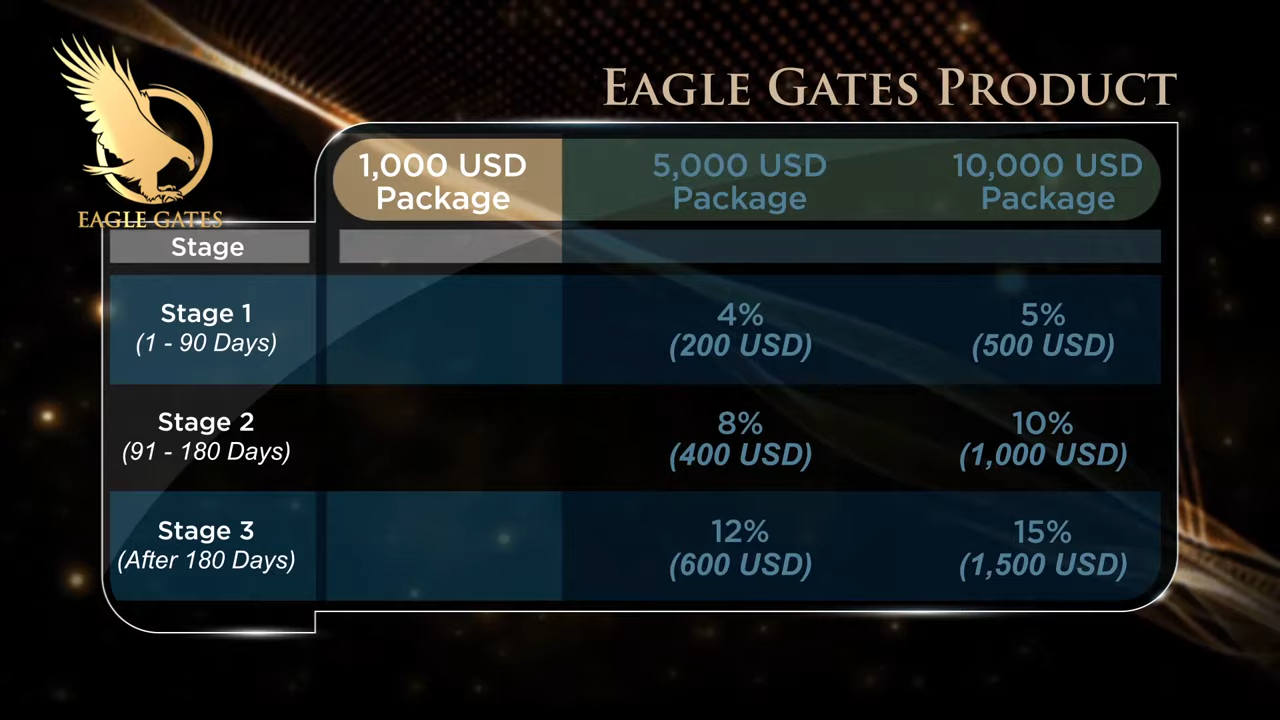 EAGLE GATES PRODUCT
EAGLE GATES
1,000 USD
Package
5,000 USD
Package
10,000 USD
Package
Stage
Stage 1
(1 - 90 Days)
4%
(200 USD)
5%
(500 USD)
Stage 2
(91 - 180 Days)
8%
(400 USD)
10%
(1,000 USD)
Stage 3
(After 180 Days)
12%
(600 USD)
15%
(1,500 USD)